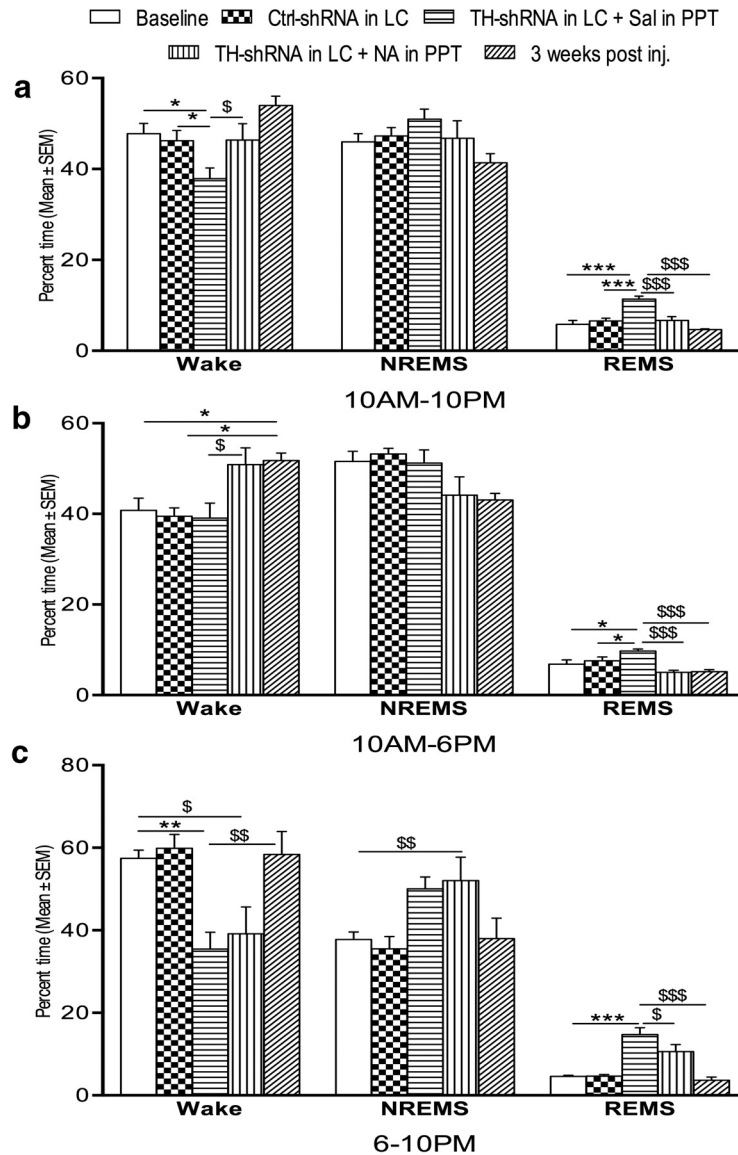 Baseline Ctrl-shRNA in LC TH-shRNA in LC + Sal in PPT
TH-shRNA in LC + NA in PPT 3 weeks post inj.
a
Percent time (Mean ± SEM)
60
40
20
0
* * $
*** *** $$$ $$$
Wake NREMS REMS
10AM-10PM
b
Percent time (Mean ± SEM)
60
40
20
0
* * $
* * $$$ $$$
Wake NREMS REMS
10AM-6PM
c
Percent time (Mean ± SEM)
80
60
40
20
0
$ ** $$
$$
*** $$$ $
Wake NREMS REMS
6-10PM